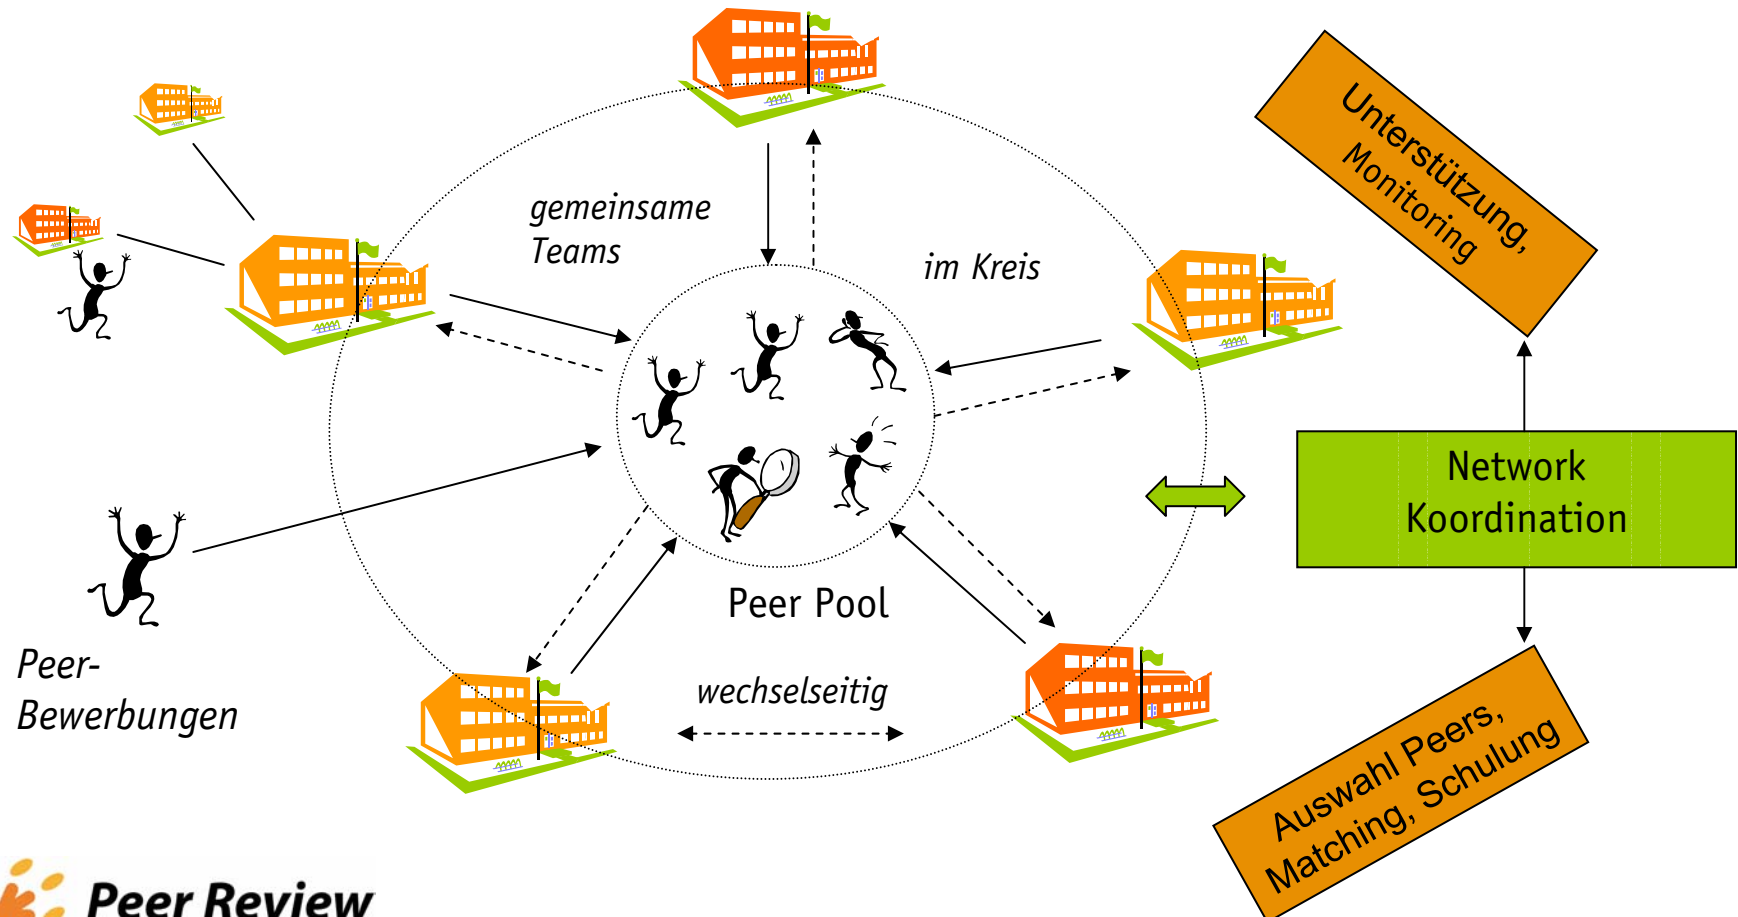 Unterstützung,
Monitoring
gemeinsame
Teams
im Kreis
Network
Koordination
Peer Pool
Peer-
Bewerbungen
wechselseitig
Auswahl Peers,
Matching, Schulung
Peer Review